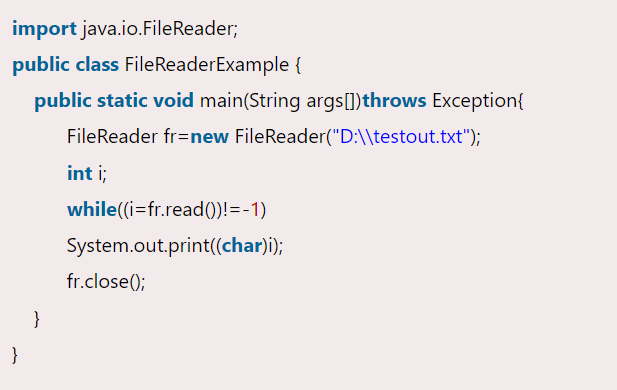 import java.io.FileReader;
public class FileReaderExample {
public static void main(String args[])throws Exception{
FileReader fr=new FileReader("D:\\testout.txt");
int i;
while((i=fr.read())!=-1)
System.out.print((char)i);
fr.close();
}
}